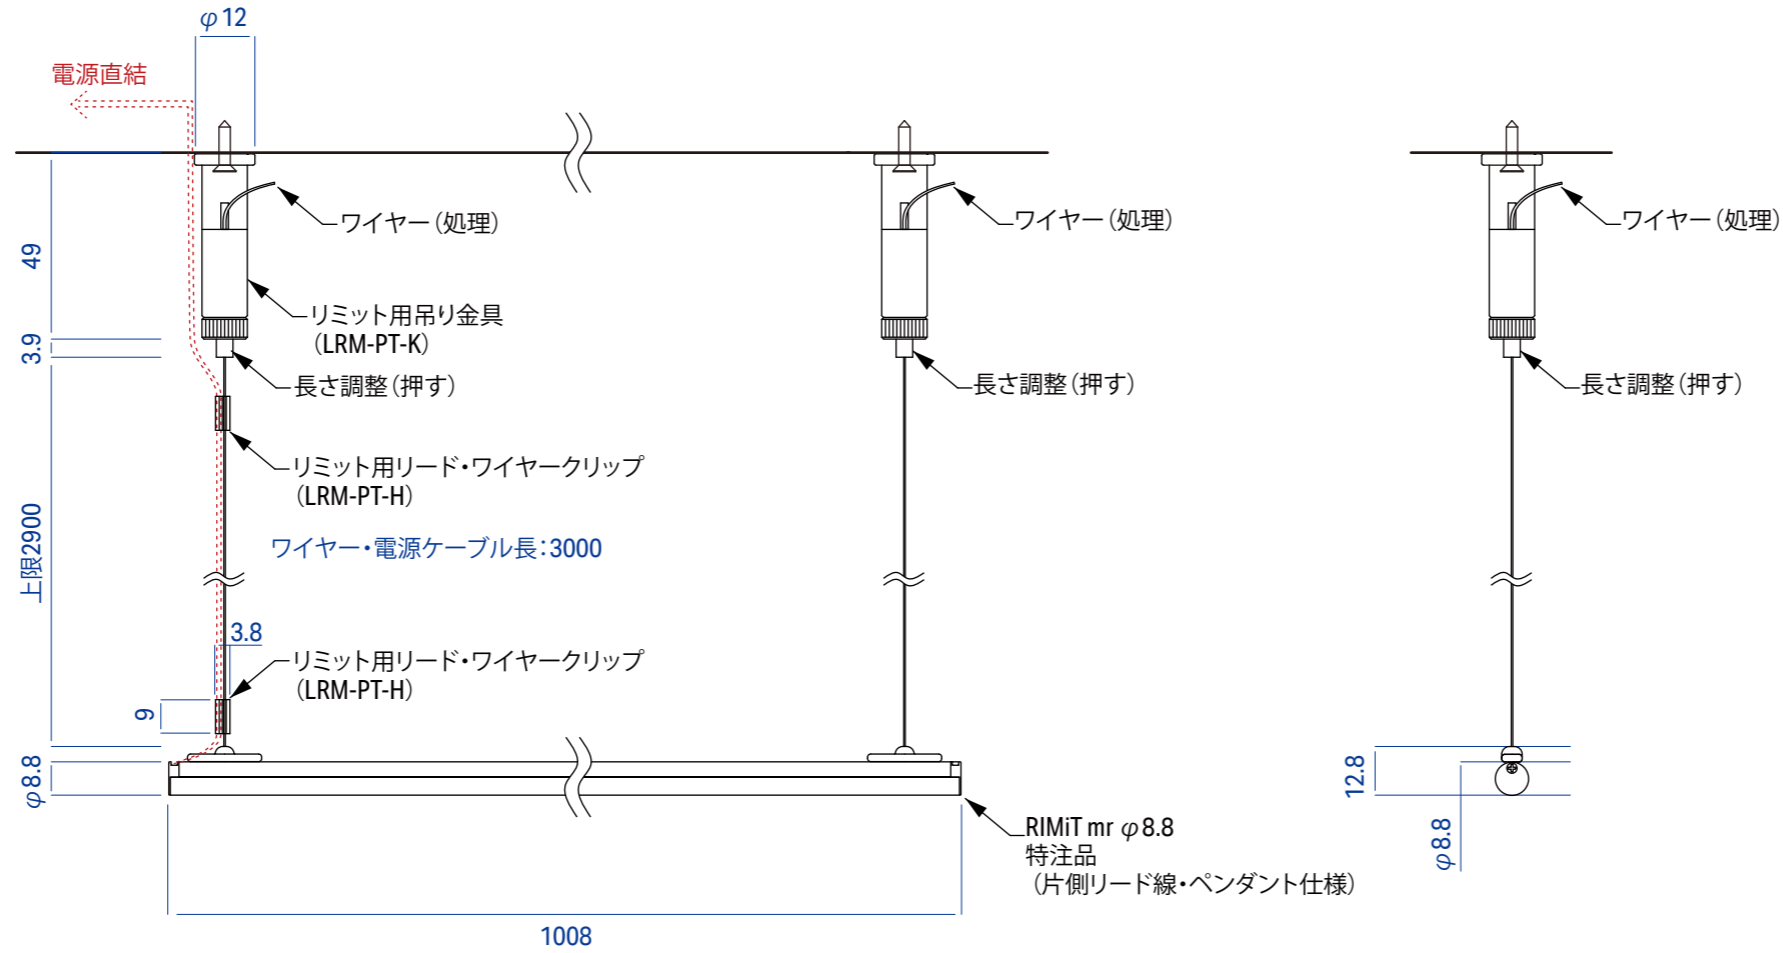 φ12
電源直結
ワイヤー（処理）
ワイヤー（処理）
ワイヤー（処理）
49
リミット用吊り金具
（LRM-PT-K）
3.9
長さ調整（押す）
長さ調整（押す）
長さ調整（押す）
リミット用リード・ワイヤークリップ
（LRM-PT-H）
上限2900
ワイヤー・電源ケーブル長：3000
3.8
リミット用リード・ワイヤークリップ
（LRM-PT-H）
9
φ8.8
12.8
φ8.8
RIMiT mr φ8.8
特注品
（片側リード線・ペンダント仕様）
1008